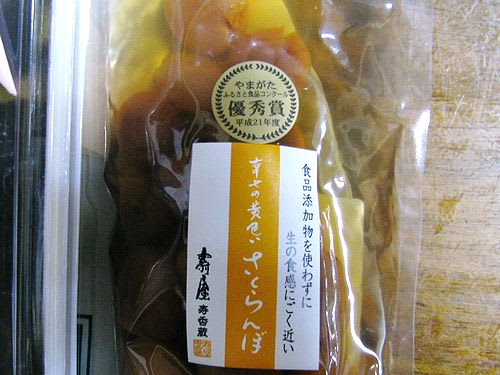 やまがた
ふるさと食品コンクール
優秀賞
平成21年度
食品添加物を使わずに
生の食感にごく近い
幸せの黄色い
さくらんぼ
壽屋
寿香蔵